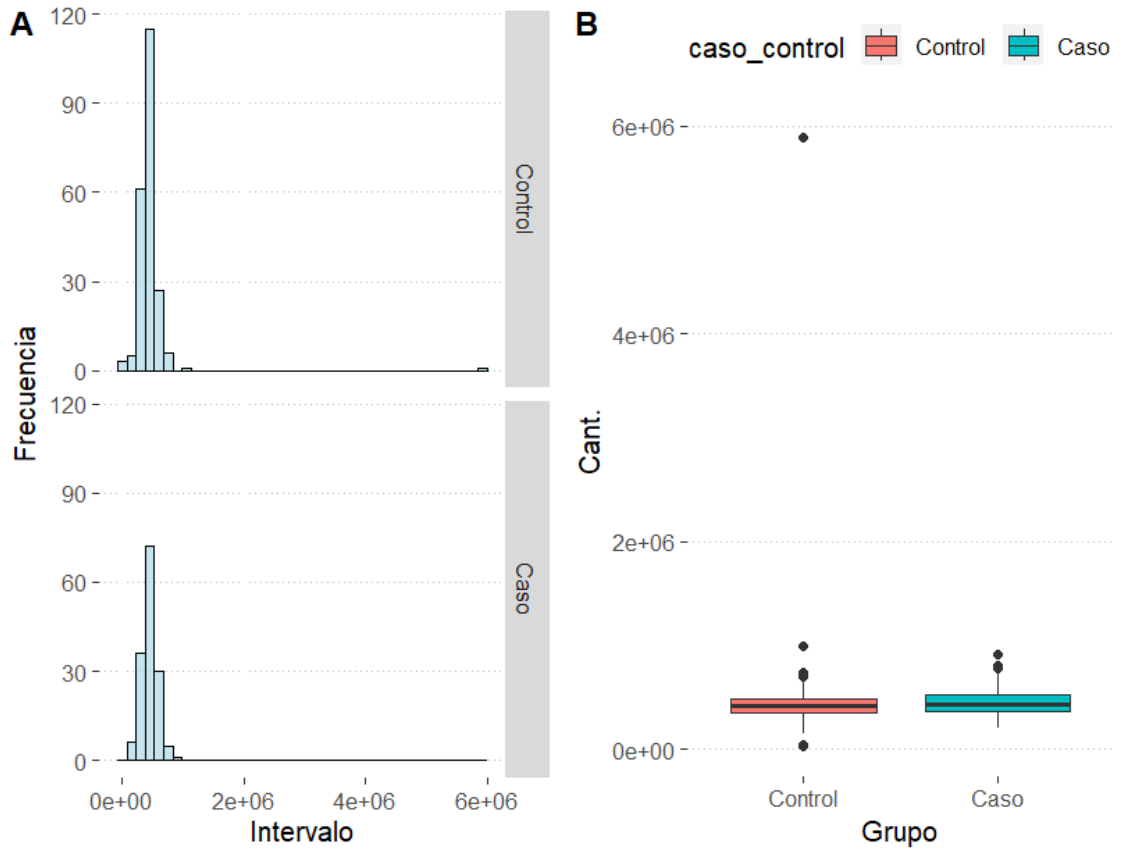 A
120
90
60
30
0
Control
120
90
60
30
0
Caso
Frecuencia
0e+00 2e+06 4e+06 6e+06
Intervalo
B
caso_control Control Caso
6e+06
4e+06
2e+06
0e+00
Cant.
Control Caso
Grupo